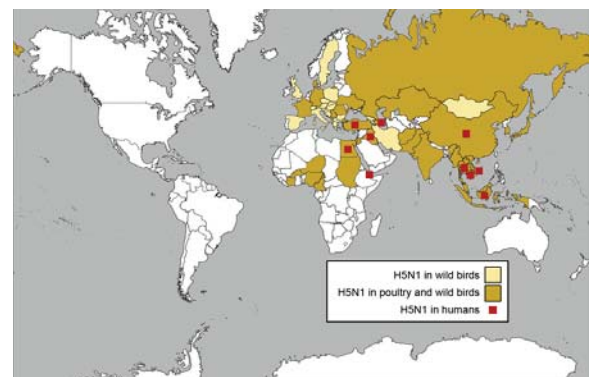 H5N1 in wild birds
H5N1 in poultry and wild birds
H5N1 in humans